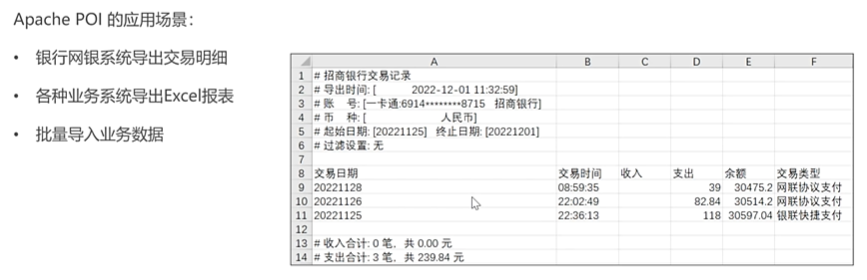 Apache POI 的应用场景：
• 银行网银系统导出交易明细
• 各种业务系统导出Excel报表
• 批量导入业务数据
A B C D E F
1 # 招商银行交易记录
2 # 导出时间: [ 2022-12-01 11:32:59]
3 # 账 号: [一卡通:6914********8715 招商银行]
4 # 币 种: [ 人民币]
5 # 起始日期: [20221125] 终止日期: [20221201]
6 # 过滤设置: 无
7
8 交易日期 交易时间 收入 支出 余额 交易类型
9 20221128 08:59:35 39 30475.2 网联协议支付
10 20221126 22:02:49 82.84 30514.2 网联协议支付
11 20221125 22:36:13 118 30597.04 银联快捷支付
12
13 # 收入合计: 0 笔，共 0.00 元
14 # 支出合计: 3 笔，共 239.84 元